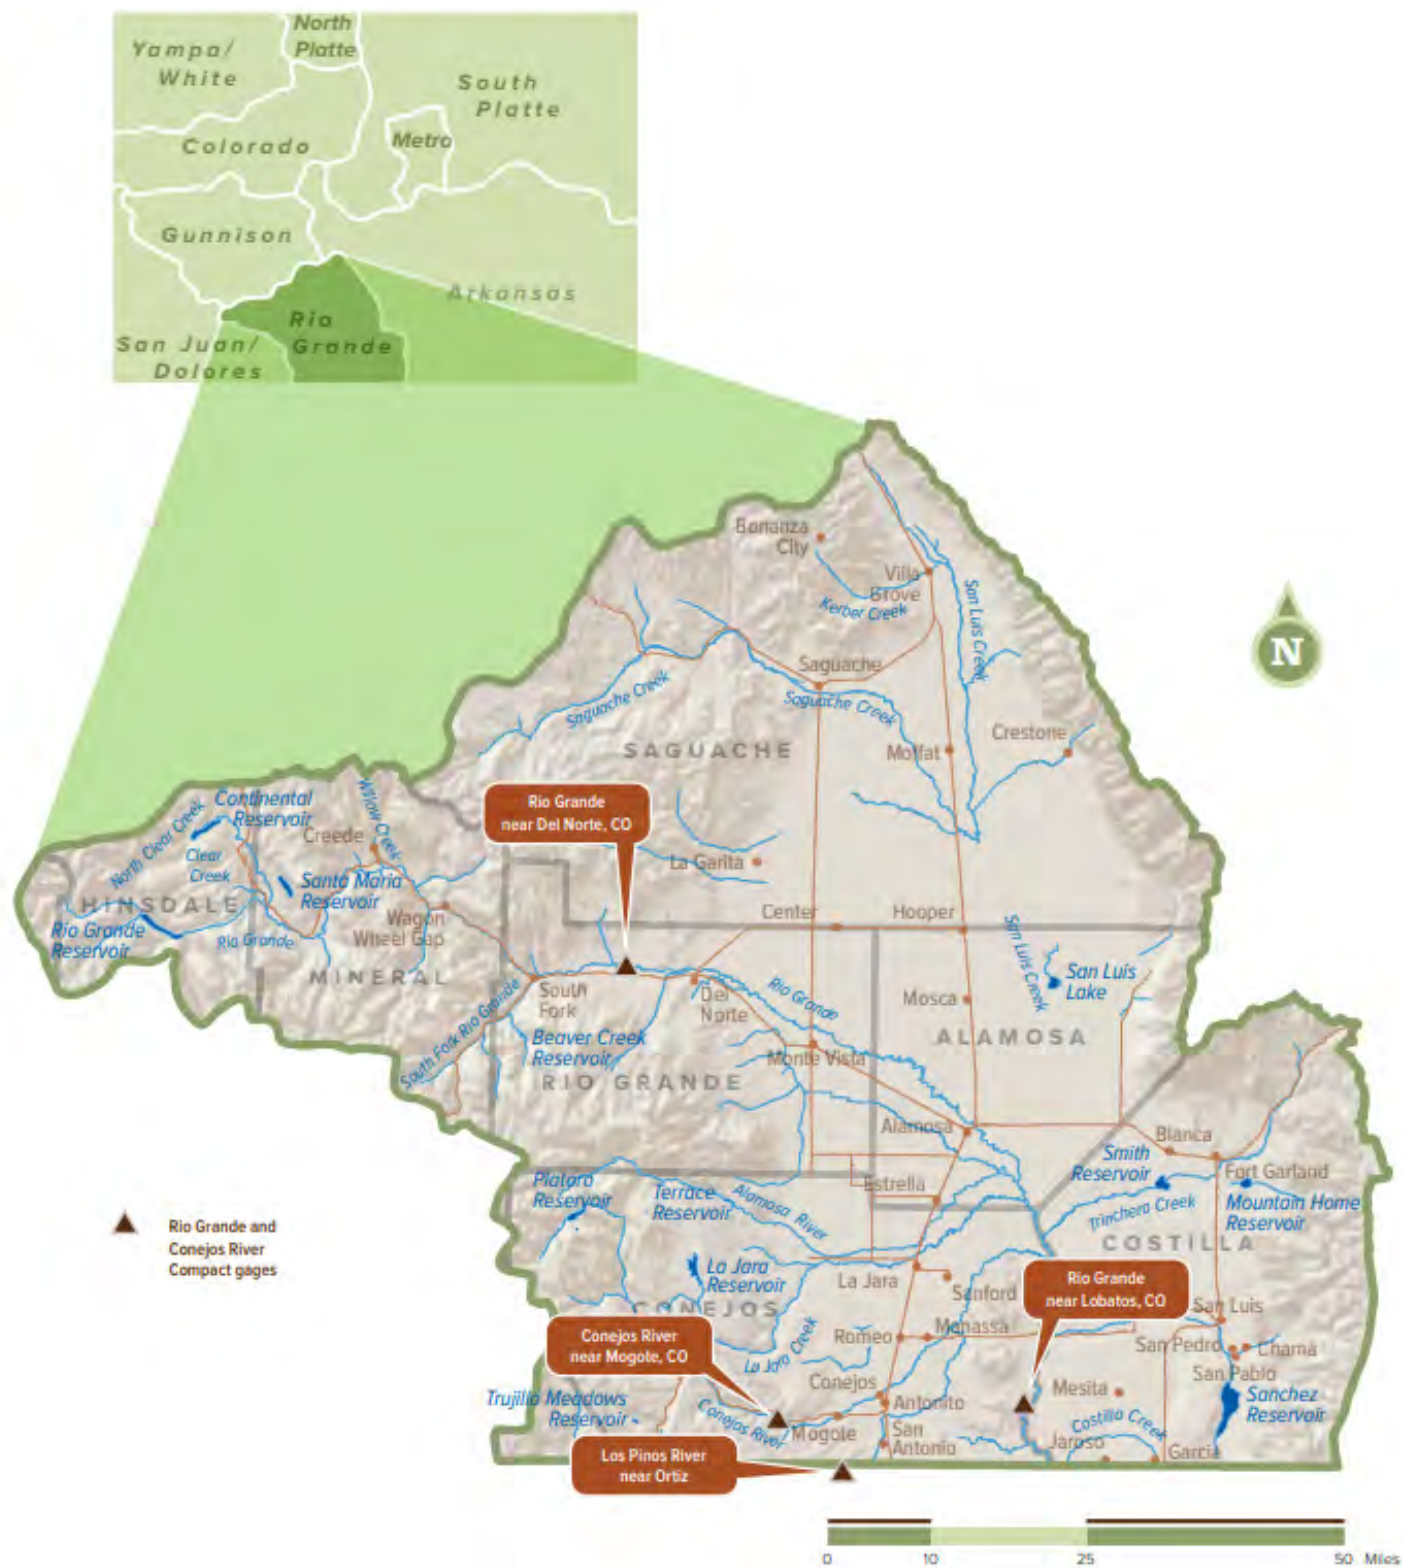 North
Platte
Yampa/
White
South
Platte
Colorado
Metro
Gunnison
Arkansas
Rio
Grande
San Juan/
Dolores
Bonanza
City
Villa
Grove
Kerber Creek
San Luis Creek
N
Saguache
Saguache Creek
Saguache Creek
Crestone
Moffat
SAGUACHE
Rio Grande
near Del Norte, CO
Continental
Reservoir
North Clear Creek
Willow Creek
Creede
Clear
Creek
La Garita
Santa Maria
Reservoir
HINSDALE
Wagon
Wheel Gap
Rio Grande
Reservoir
Rio Grande
MINERAL
Center
Hooper
San Luis Creek
San Luis
Lake
South
Fork
Del
Norte
Rio Grande
Mosca
ALAMOSA
South Fork Rio Grande
Beaver Creek
Reservoir
Monte Vista
RIO GRANDE
Alamosa
Blanca
Smith
Reservoir
Fort Garland
Platoro
Reservoir
Terrace
Reservoir
Alamosa River
Estrella
Trinchera Creek
Mountain Home
Reservoir
COSTILLA
Rio Grande and
Conejos River
Compact gages
La Jara
Reservoir
La Jara
Sanford
Rio Grande
near Lobatos, CO
CONEJOS
San Luis
Conejos River
near Mogote, CO
La Jara Creek
Romeo
Manassa
San Pedro
Chama
San Pablo
Conejos
Mesita
Sanchez
Reservoir
Trujillo Meadows
Reservoir
Conejos River
Mogote
Antonito
San
Antonio
Costilla Creek
Jaroso
Garcia
Los Pinos River
near Ortiz
0 10 25 50 Miles